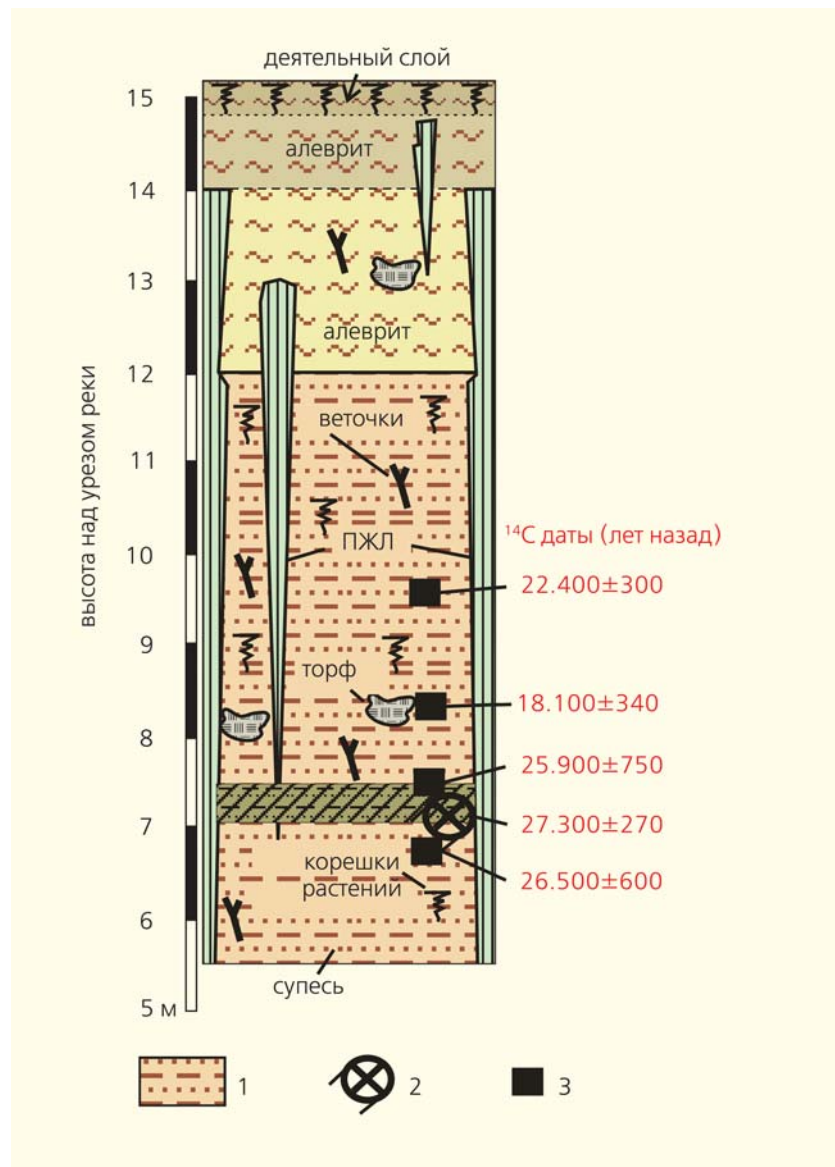 деятельный слой
15
алеврит
14
13
алеврит
12
высота над урезом реки
веточки
11
¹⁴C даты (лет назад)
10
ПЖЛ
22.400±300
9
торф
18.100±340
8
25.900±750
7
27.300±270
корешки
растений
26.500±600
6
супесь
5 м
1
2
3